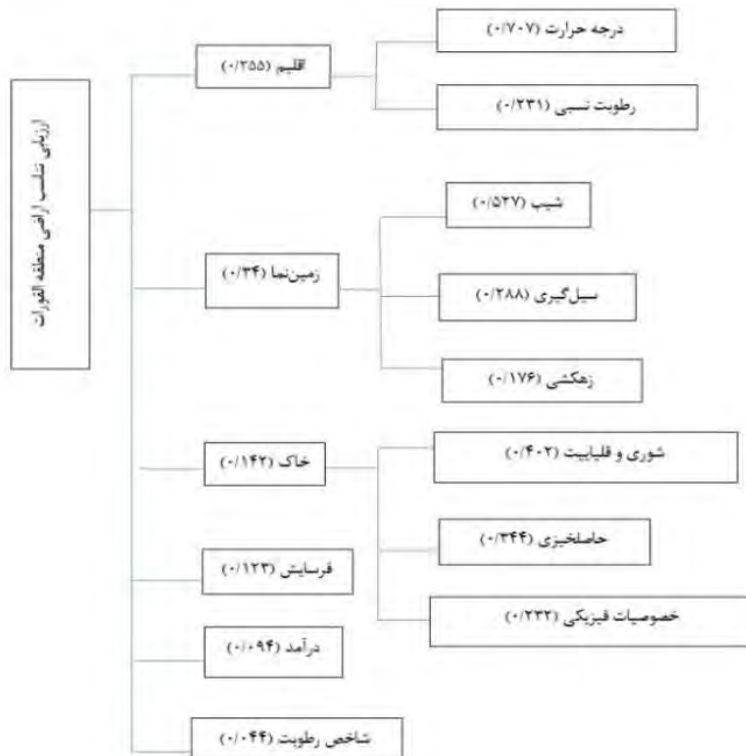 ارزیابی تناسب اراضی منطقه الغورات
اقلیم (۰/۲۵۵)
درجه حرارت (۰/۷۰۷)
رطوبت نسبی (۰/۲۳۱)
زمین‌نما (۰/۳۴)
شیب (۰/۵۲۷)
سیل‌گیری (۰/۲۸۸)
زهکشی (۰/۱۷۶)
خاک (۰/۱۴۲)
شوری و قلیاییت (۰/۴۰۲)
حاصلخیزی (۰/۳۴۴)
خصوصیات فیزیکی (۰/۲۳۲)
فرسایش (۰/۱۲۳)
درآمد (۰/۰۹۴)
شاخص رطوبت (۰/۰۴۴)